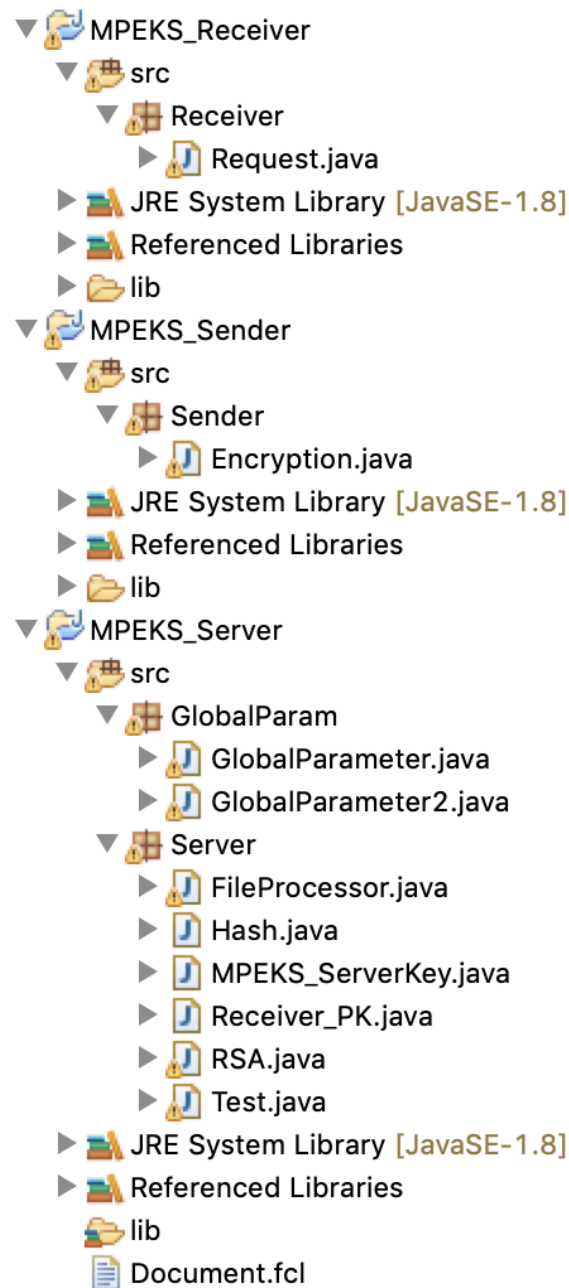 MPEKS_Receiver
src
Receiver
Request.java
JRE System Library [JavaSE-1.8]
Referenced Libraries
lib
MPEKS_Sender
src
Sender
Encryption.java
JRE System Library [JavaSE-1.8]
Referenced Libraries
lib
MPEKS_Server
src
GlobalParam
GlobalParameter.java
GlobalParameter2.java
Server
FileProcessor.java
Hash.java
MPEKS_ServerKey.java
Receiver_PK.java
RSA.java
Test.java
JRE System Library [JavaSE-1.8]
Referenced Libraries
lib
Document.fcl